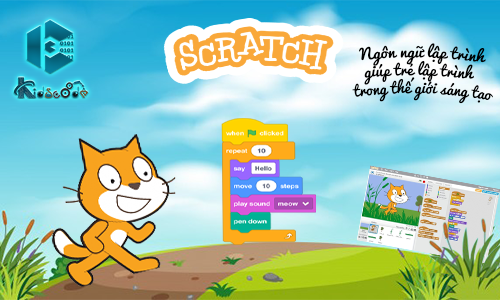 SCRATCH
Ngôn ngữ lập trình
giúp trẻ lập trình
trong thế giới sáng tạo
Kidscode
when clicked
repeat 10
say Hello
move 10 steps
play sound meow
pen down